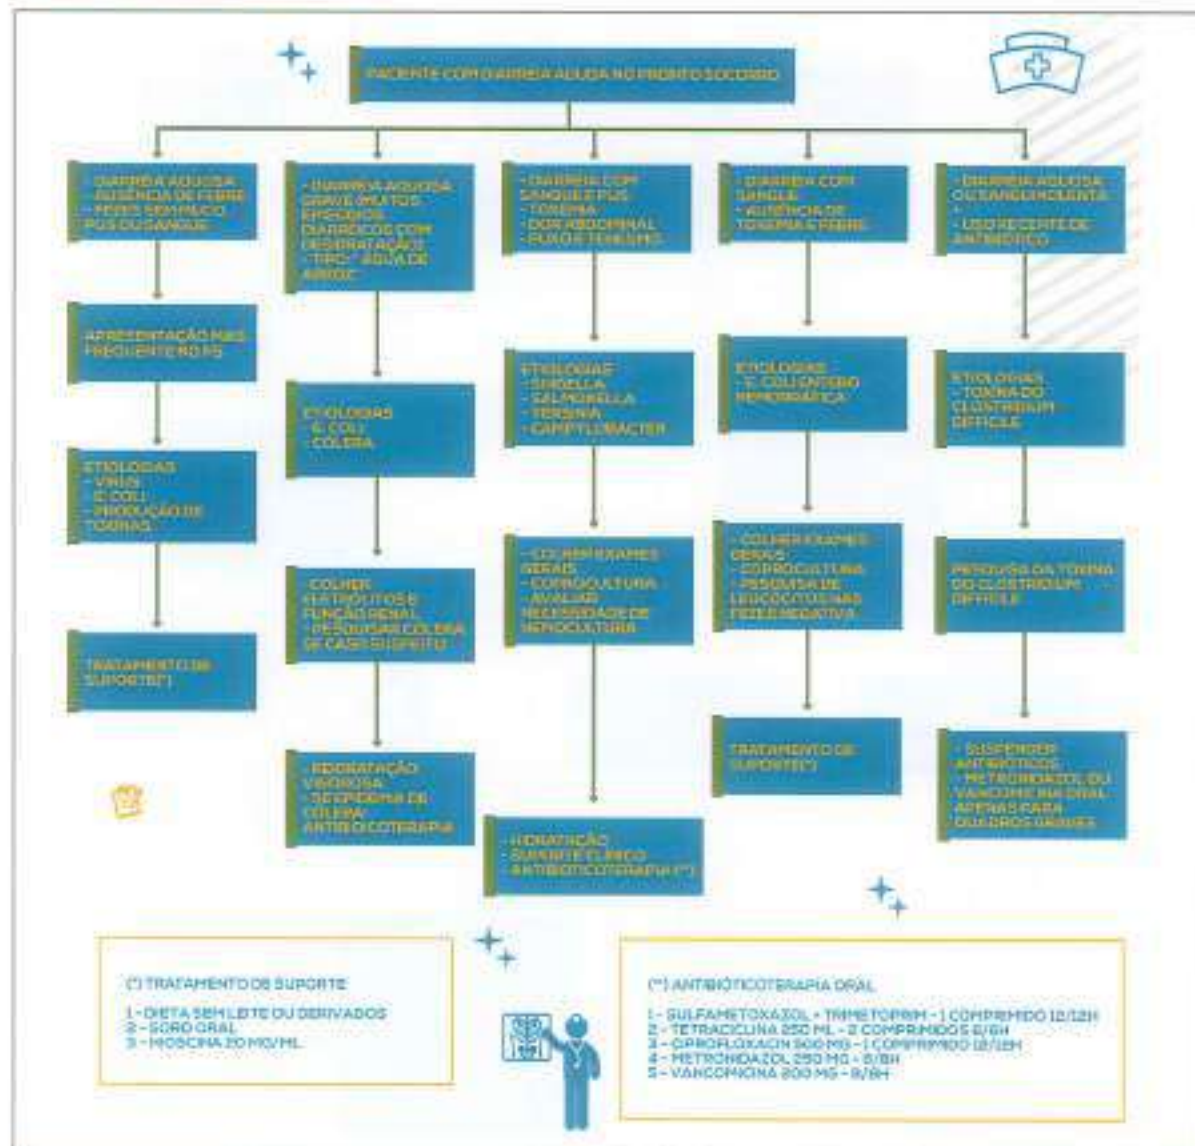 PACIENTE COM DIARREIA AGUDA NO PRONTO SOCORRO
- DIARREIA AQUOSA
- AUSÊNCIA DE FEBRE
- FEZES SEM MUCO
PUS OU SANGUE
APRESENTAÇÃO MAIS
FREQUENTE NO PS
ETIOLOGIAS
- VÍRUS
- E. COLI
- PRODUÇÃO DE
TOXINAS
TRATAMENTO DE
SUPORTE(*)
- DIARREIA AQUOSA
GRAVE (MUITOS
EPISÓDIOS
DIARRÓICOS COM
DESIDRATAÇÃO)
- TIPO " ÁGUA DE
ARROZ"
ETIOLOGIAS
- E. COLI
- CÓLERA
- COLHER
ELETRÓLITOS E
FUNÇÃO RENAL
- PESQUISAR CÓLERA
SE CASO SUSPEITO
- HIDRATAÇÃO
VIGOROSA
- SE EPIDEMIA DE
CÓLERA:
ANTIBIOTICOTERAPIA
- DIARREIA COM
SANGUE E PUS
- TOXEMIA
- DOR ABDOMINAL
- PUXO E TENESMO
ETIOLOGIAS
- SHIGELLA
- SALMONELLA
- YERSINIA
- CAMPYLOBACTER
- COLHER EXAMES
GERAIS
- COPROCULTURA
- AVALIAR
NECESSIDADE DE
HEMOCULTURA
- HIDRATAÇÃO
- SUPORTE CLÍNICO
- ANTIBIOTICOTERAPIA (**)
- DIARREIA COM
SANGUE
- AUSÊNCIA DE
TOXEMIA E FEBRE
ETIOLOGIAS
- E. COLI ENTERO
HEMORRÁGICA
- COLHER EXAMES
GERAIS
- COPROCULTURA
- PESQUISA DE
LEUCÓCITOS NAS
FEZES NEGATIVA
TRATAMENTO DE
SUPORTE(*)
- DIARREIA AQUOSA
OU SANGUINOLENTA
+
- USO RECENTE DE
ANTIBIÓTICO
ETIOLOGIAS
- TOXINA DO
CLOSTRIDIUM
DIFFICILE
PESQUISA DA TOXINA
DO CLOSTRIDIUM
DIFFICILE
- SUSPENDER
ANTIBIÓTICOS
- METRONIDAZOL OU
VANCOMICINA ORAL
APENAS PARA
QUADROS GRAVES
(*) TRATAMENTO DE SUPORTE
1 - DIETA SEM LEITE OU DERIVADOS
2 - SORO ORAL
3 - HIOSCINA 20 MG/ML
(**) ANTIBIÓTICOTERAPIA ORAL
1 - SULFAMETOXAZOL + TRIMETOPRIM - 1 COMPRIMIDO 12/12H
2 - TETRACICLINA 250 ML - 2 COMPRIMIDOS 6/6H
3 - CIPROFLOXACIN 500 MG - 1 COMPRIMIDO 12/12H
4 - METRONIDAZOL 250 MG -
5 - VANCOMICINA